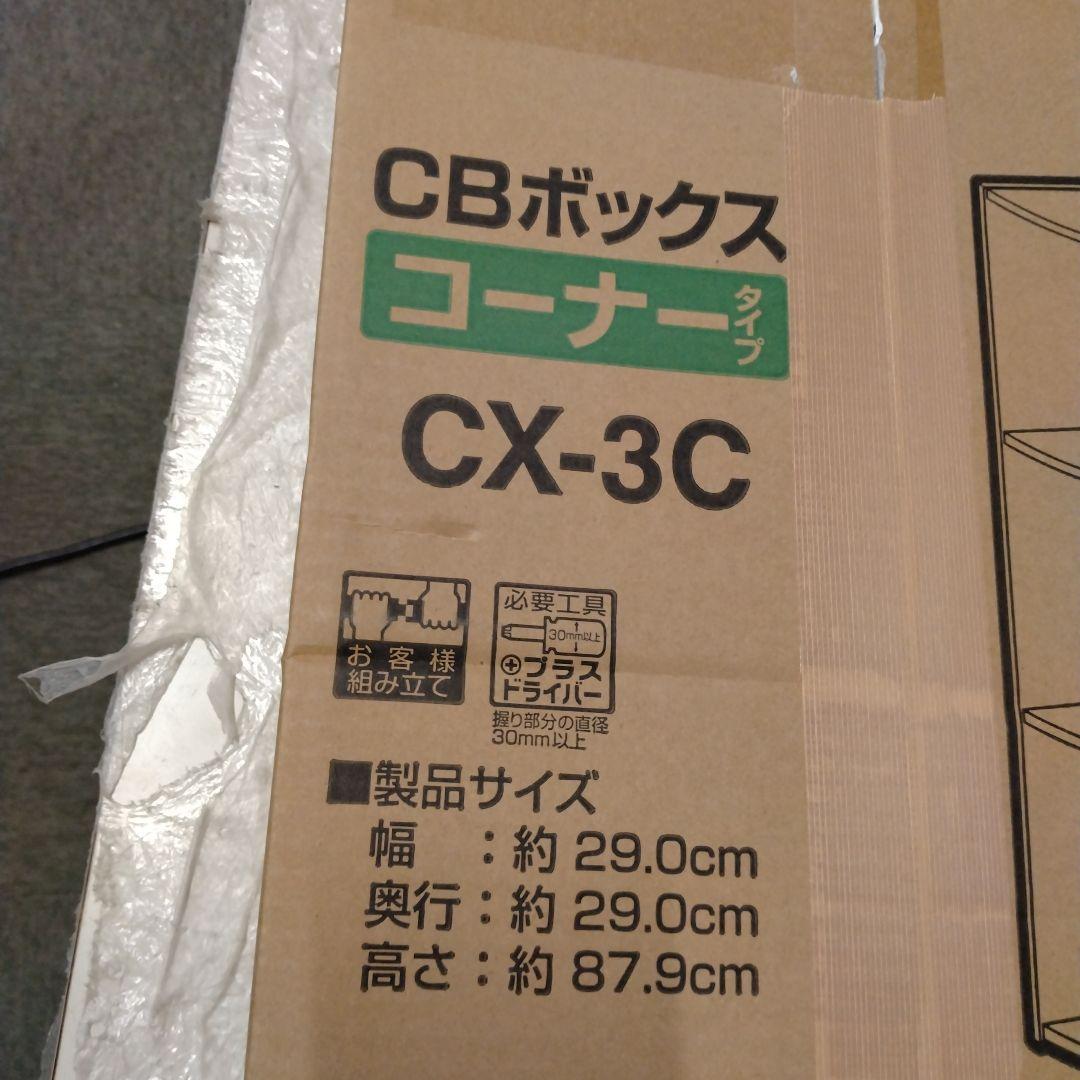 CBボックス
コーナータイプ
CX-3C
お客様
組み立て
必要工具
30mm以上
プラス
ドライバー
握り部分の直径
30mm以上
■製品サイズ
幅：約 29.0cm
奥行：約 29.0cm
高さ：約 87.9cm